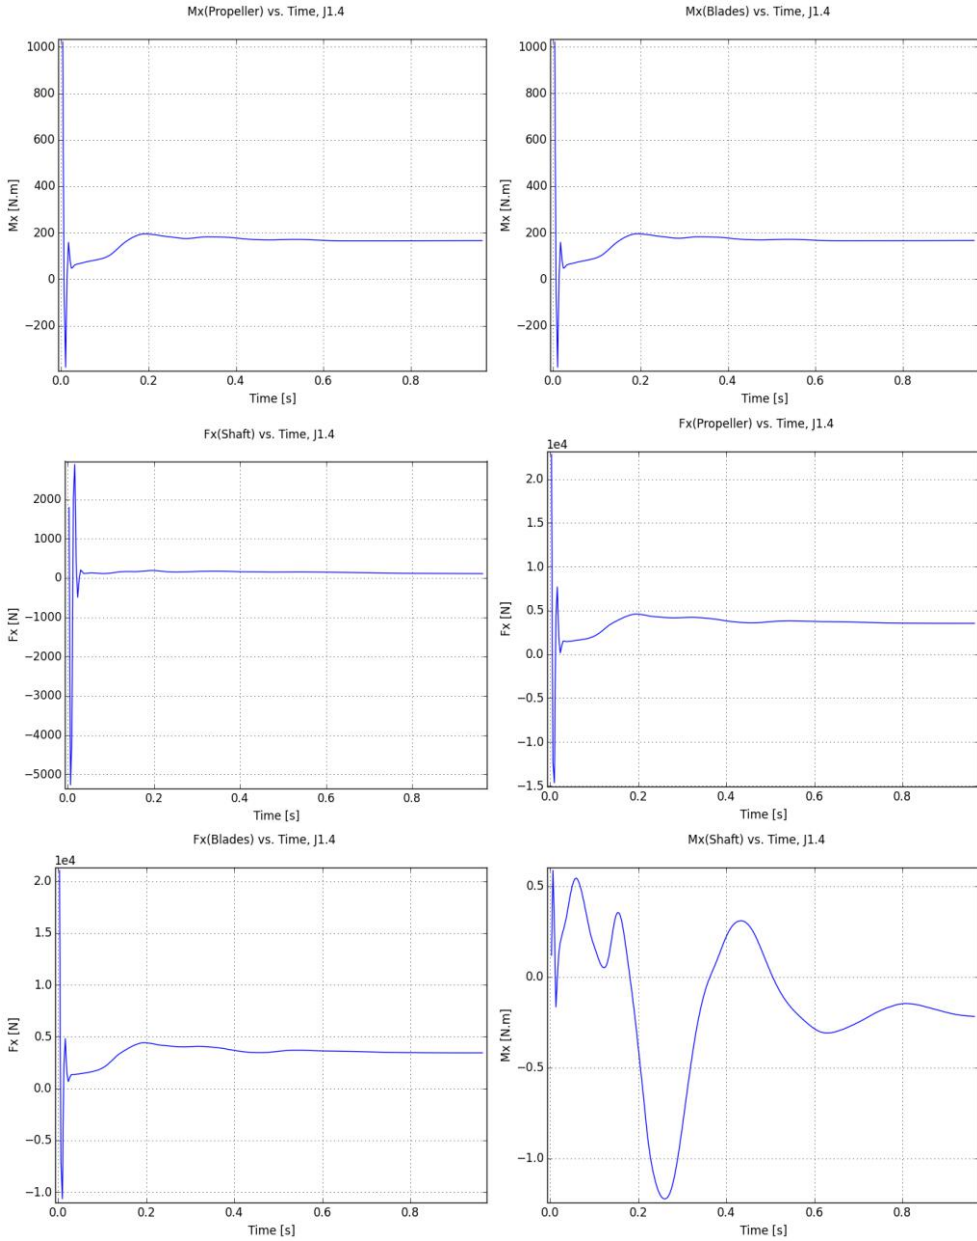 Mx(Propeller) vs. Time, J1.4
1000
800
600
400
200
0
−200
Mx [N.m]
0.0 0.2 0.4 0.6 0.8
Time [s]
Mx(Blades) vs. Time, J1.4
1000
800
600
400
200
0
−200
Mx [N.m]
0.0 0.2 0.4 0.6 0.8
Time [s]
Fx(Shaft) vs. Time, J1.4
2000
1000
0
−1000
−2000
−3000
−4000
−5000
Fx [N]
0.0 0.2 0.4 0.6 0.8
Time [s]
Fx(Propeller) vs. Time, J1.4
1e4
2.0
1.5
1.0
0.5
0.0
−0.5
−1.0
−1.5
Fx [N]
0.0 0.2 0.4 0.6 0.8
Time [s]
Fx(Blades) vs. Time, J1.4
1e4
2.0
1.5
1.0
0.5
0.0
−0.5
−1.0
Fx [N]
0.0 0.2 0.4 0.6 0.8
Time [s]
Mx(Shaft) vs. Time, J1.4
0.5
0.0
−0.5
−1.0
Mx [N.m]
0.0 0.2 0.4 0.6 0.8
Time [s]